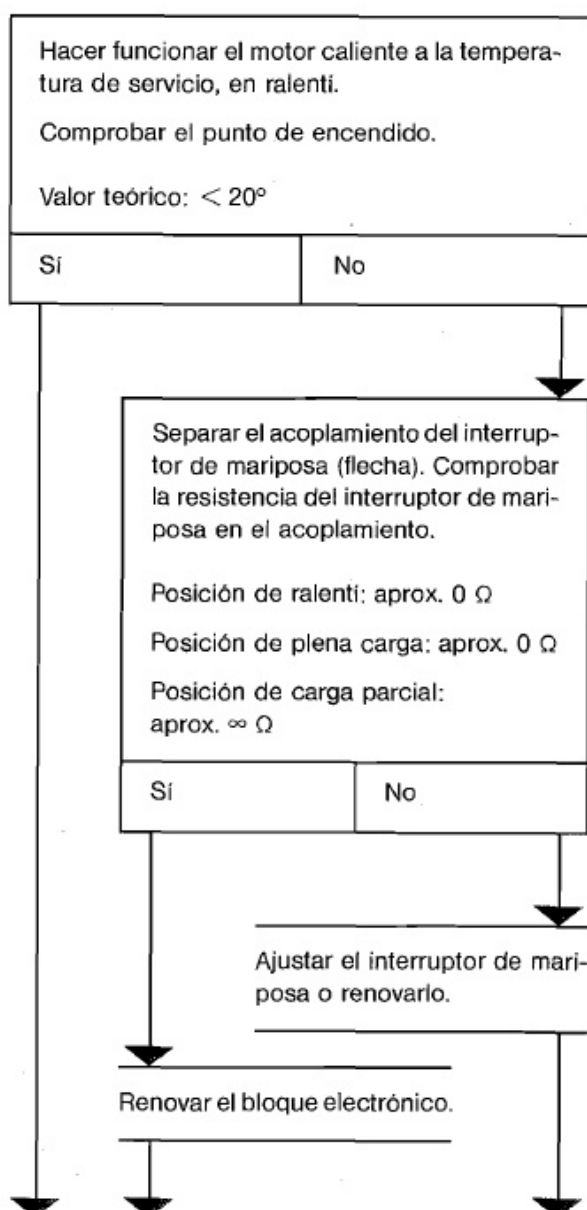 Hacer funcionar el motor caliente a la tempera-
tura de servicio, en ralentí.
Comprobar el punto de encendido.
Valor teórico: < 20°
Sí
No
Separar el acoplamiento del interrup-
tor de mariposa (flecha). Comprobar
la resistencia del interruptor de mari-
posa en el acoplamiento.
Posición de ralentí: aprox. 0 Ω
Posición de plena carga: aprox. 0 Ω
Posición de carga parcial:
aprox. ∞ Ω
Sí
No
Ajustar el interruptor de mari-
posa o renovarlo.
Renovar el bloque electrónico.